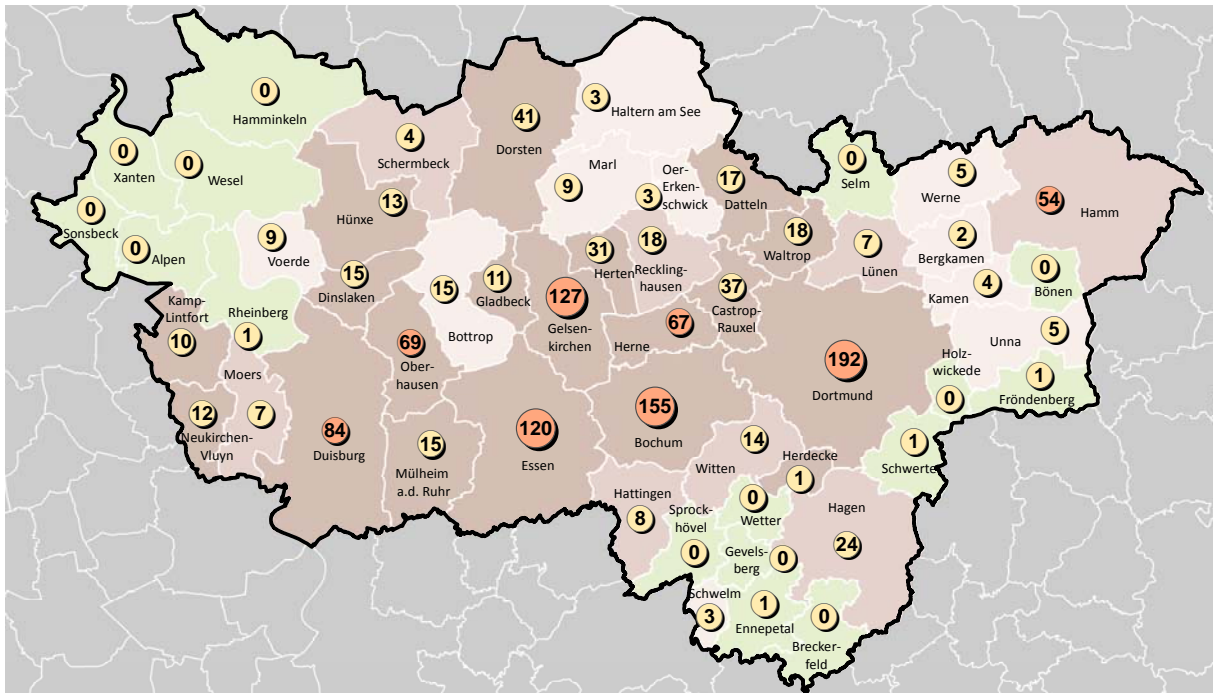 0
Hamminkeln
0
Xanten
0
Wesel
0
Sonsbeck
0
Alpen
4
Schermbeck
13
Hünxe
9
Voerde
15
Dinslaken
41
Dorsten
3
Haltern am See
Marl
9
Oer-
Erken-
schwick
3
17
Datteln
18
Waltrop
0
Selm
7
Lünen
5
Werne
54
Hamm
2
Bergkamen
4
Kamen
0
Bönen
5
Unna
Holz-
wickede
0
1
Fröndenberg
1
Schwerte
Kamp-
Lintfort
10
Rheinberg
1
Moers
7
12
Neukirchen-
Vluyn
84
Duisburg
69
Ober-
hausen
15
Bottrop
11
Gladbeck
127
Gelsen-
kirchen
31
Herten
18
Reckling-
hausen
37
Castrop-
Rauxel
67
Herne
192
Dortmund
155
Bochum
120
Essen
15
Mülheim
a.d. Ruhr
14
Witten
Herdecke
1
Hattingen
8
Sprock-
hövel
0
0
Wetter
Gevels-
berg
0
Hagen
24
Schwelm
3
1
Ennepetal
0
Brecker-
feld